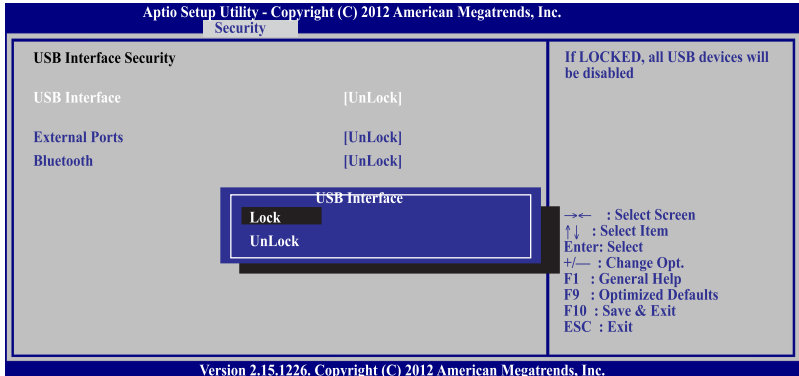 Aptio Setup Utility - Copyright (C) 2012 American Megatrends, Inc.
Security
USB Interface Security
USB Interface [UnLock]
External Ports [UnLock]
Bluetooth [UnLock]
USB Interface
Lock
UnLock
If LOCKED, all USB devices will
be disabled
→← : Select Screen
↑↓ : Select Item
Enter: Select
+/— : Change Opt.
F1 : General Help
F9 : Optimized Defaults
F10 : Save & Exit
ESC : Exit
Version 2.15.1226. Copyright (C) 2012 American Megatrends, Inc.